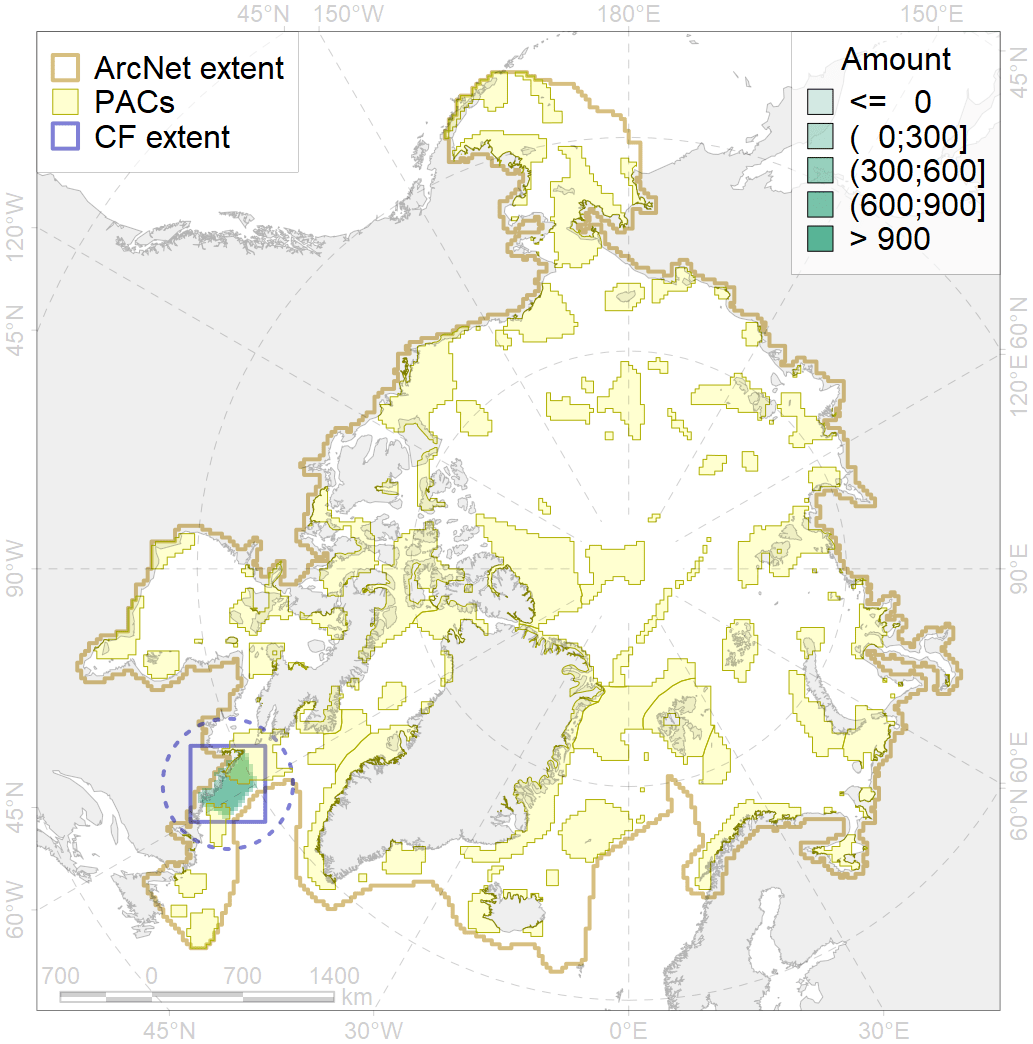 45°N 150°W 180°E 150°E
ArcNet extent
PACs
CF extent
Amount
<= 0
( 0;300]
(300;600]
(600;900]
> 900
45°N
120°W
45°N
60°N
120°E
90°W
90°E
45°N
60°W
60°E
60°N
700 0 700 1400
km
45°N 30°W 0°E 30°E